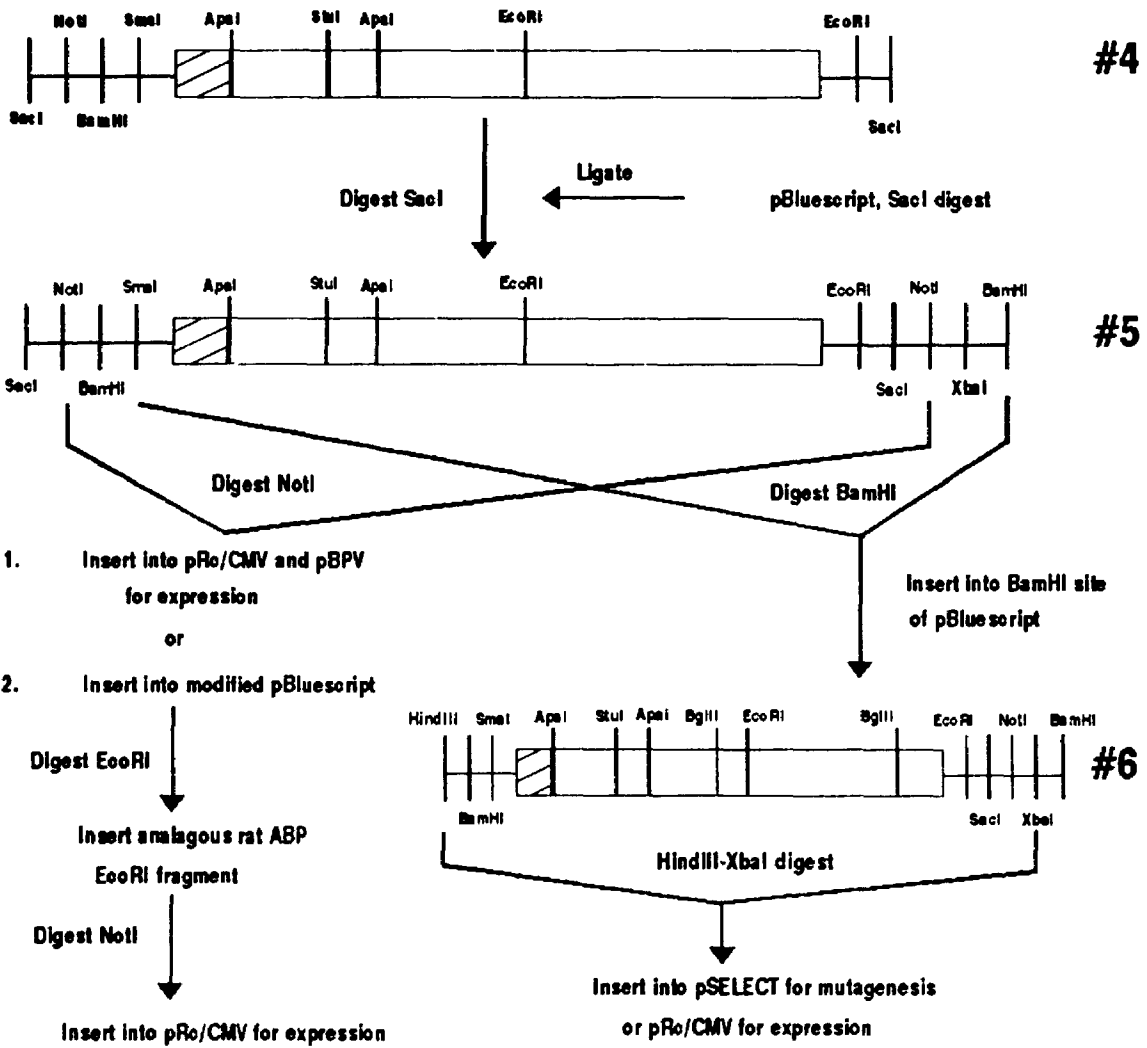 NotI SmaI ApaI StuI ApaI EcoRI EcoRI
#4
SacI BamHI SacI
Digest SacI
Ligate
pBluescript, SacI digest
NotI SmaI ApaI StuI ApaI EcoRI EcoRI NotI BamHI
#5
SacI BamHI SacI XbaI
Digest NotI
Digest BamHI
1. Insert into pRc/CMV and pBPV
for expression
or
2. Insert into modified pBluescript
Insert into BamHI site
of pBluescript
Digest EcoRI
Insert analagous rat ABP
EcoRI fragment
Digest NotI
Insert into pRc/CMV for expression
HindIII SmaI ApaI StuI ApaI BglII EcoRI BglII EcoRI NotI BamHI
#6
BamHI SacI XbaI
HindIII-XbaI digest
Insert into pSELECT for mutagenesis
or pRc/CMV for expression